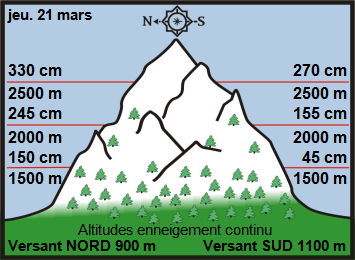 jeu. 21 mars
N S
330 cm 270 cm
2500 m 2500 m
245 cm 155 cm
2000 m 2000 m
150 cm 45 cm
1500 m 1500 m
Altitudes enneigement continu
Versant NORD 900 m Versant SUD 1100 m